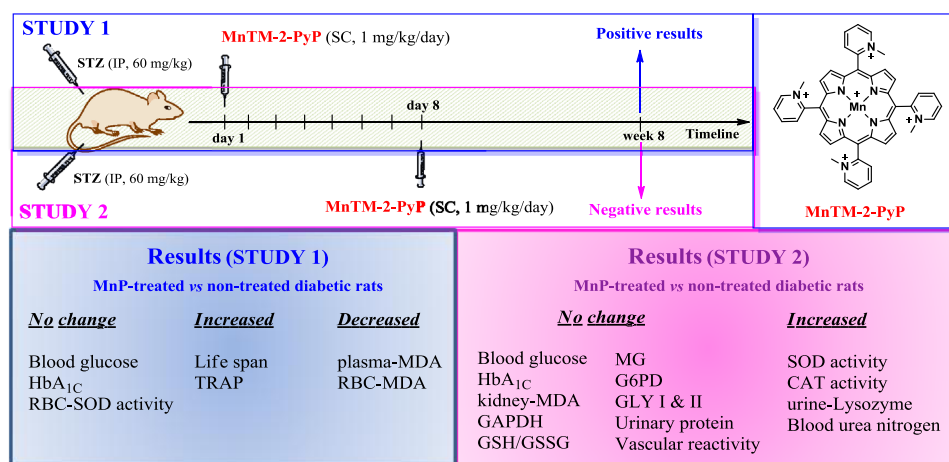 STUDY 1
MnTM-2-PyP (SC, 1 mg/kg/day)
STZ (IP, 60 mg/kg)
Positive results
day 8
day 1
week 8
Timeline
STZ (IP, 60 mg/kg)
STUDY 2
MnTM-2-PyP (SC, 1 mg/kg/day)
Negative results
N
+
N
+
N
N
+
Mn
N
N
N
+
N
+
MnTM-2-PyP
Results (STUDY 1)
MnP-treated vs non-treated diabetic rats
No change Increased Decreased
Blood glucose Life span plasma-MDA
HbA1C TRAP RBC-MDA
RBC-SOD activity
Results (STUDY 2)
MnP-treated vs non-treated diabetic rats
No change Increased
Blood glucose MG SOD activity
HbA1C G6PD CAT activity
kidney-MDA GLY I & II urine-Lysozyme
GAPDH Urinary protein Blood urea nitrogen
GSH/GSSG Vascular reactivity